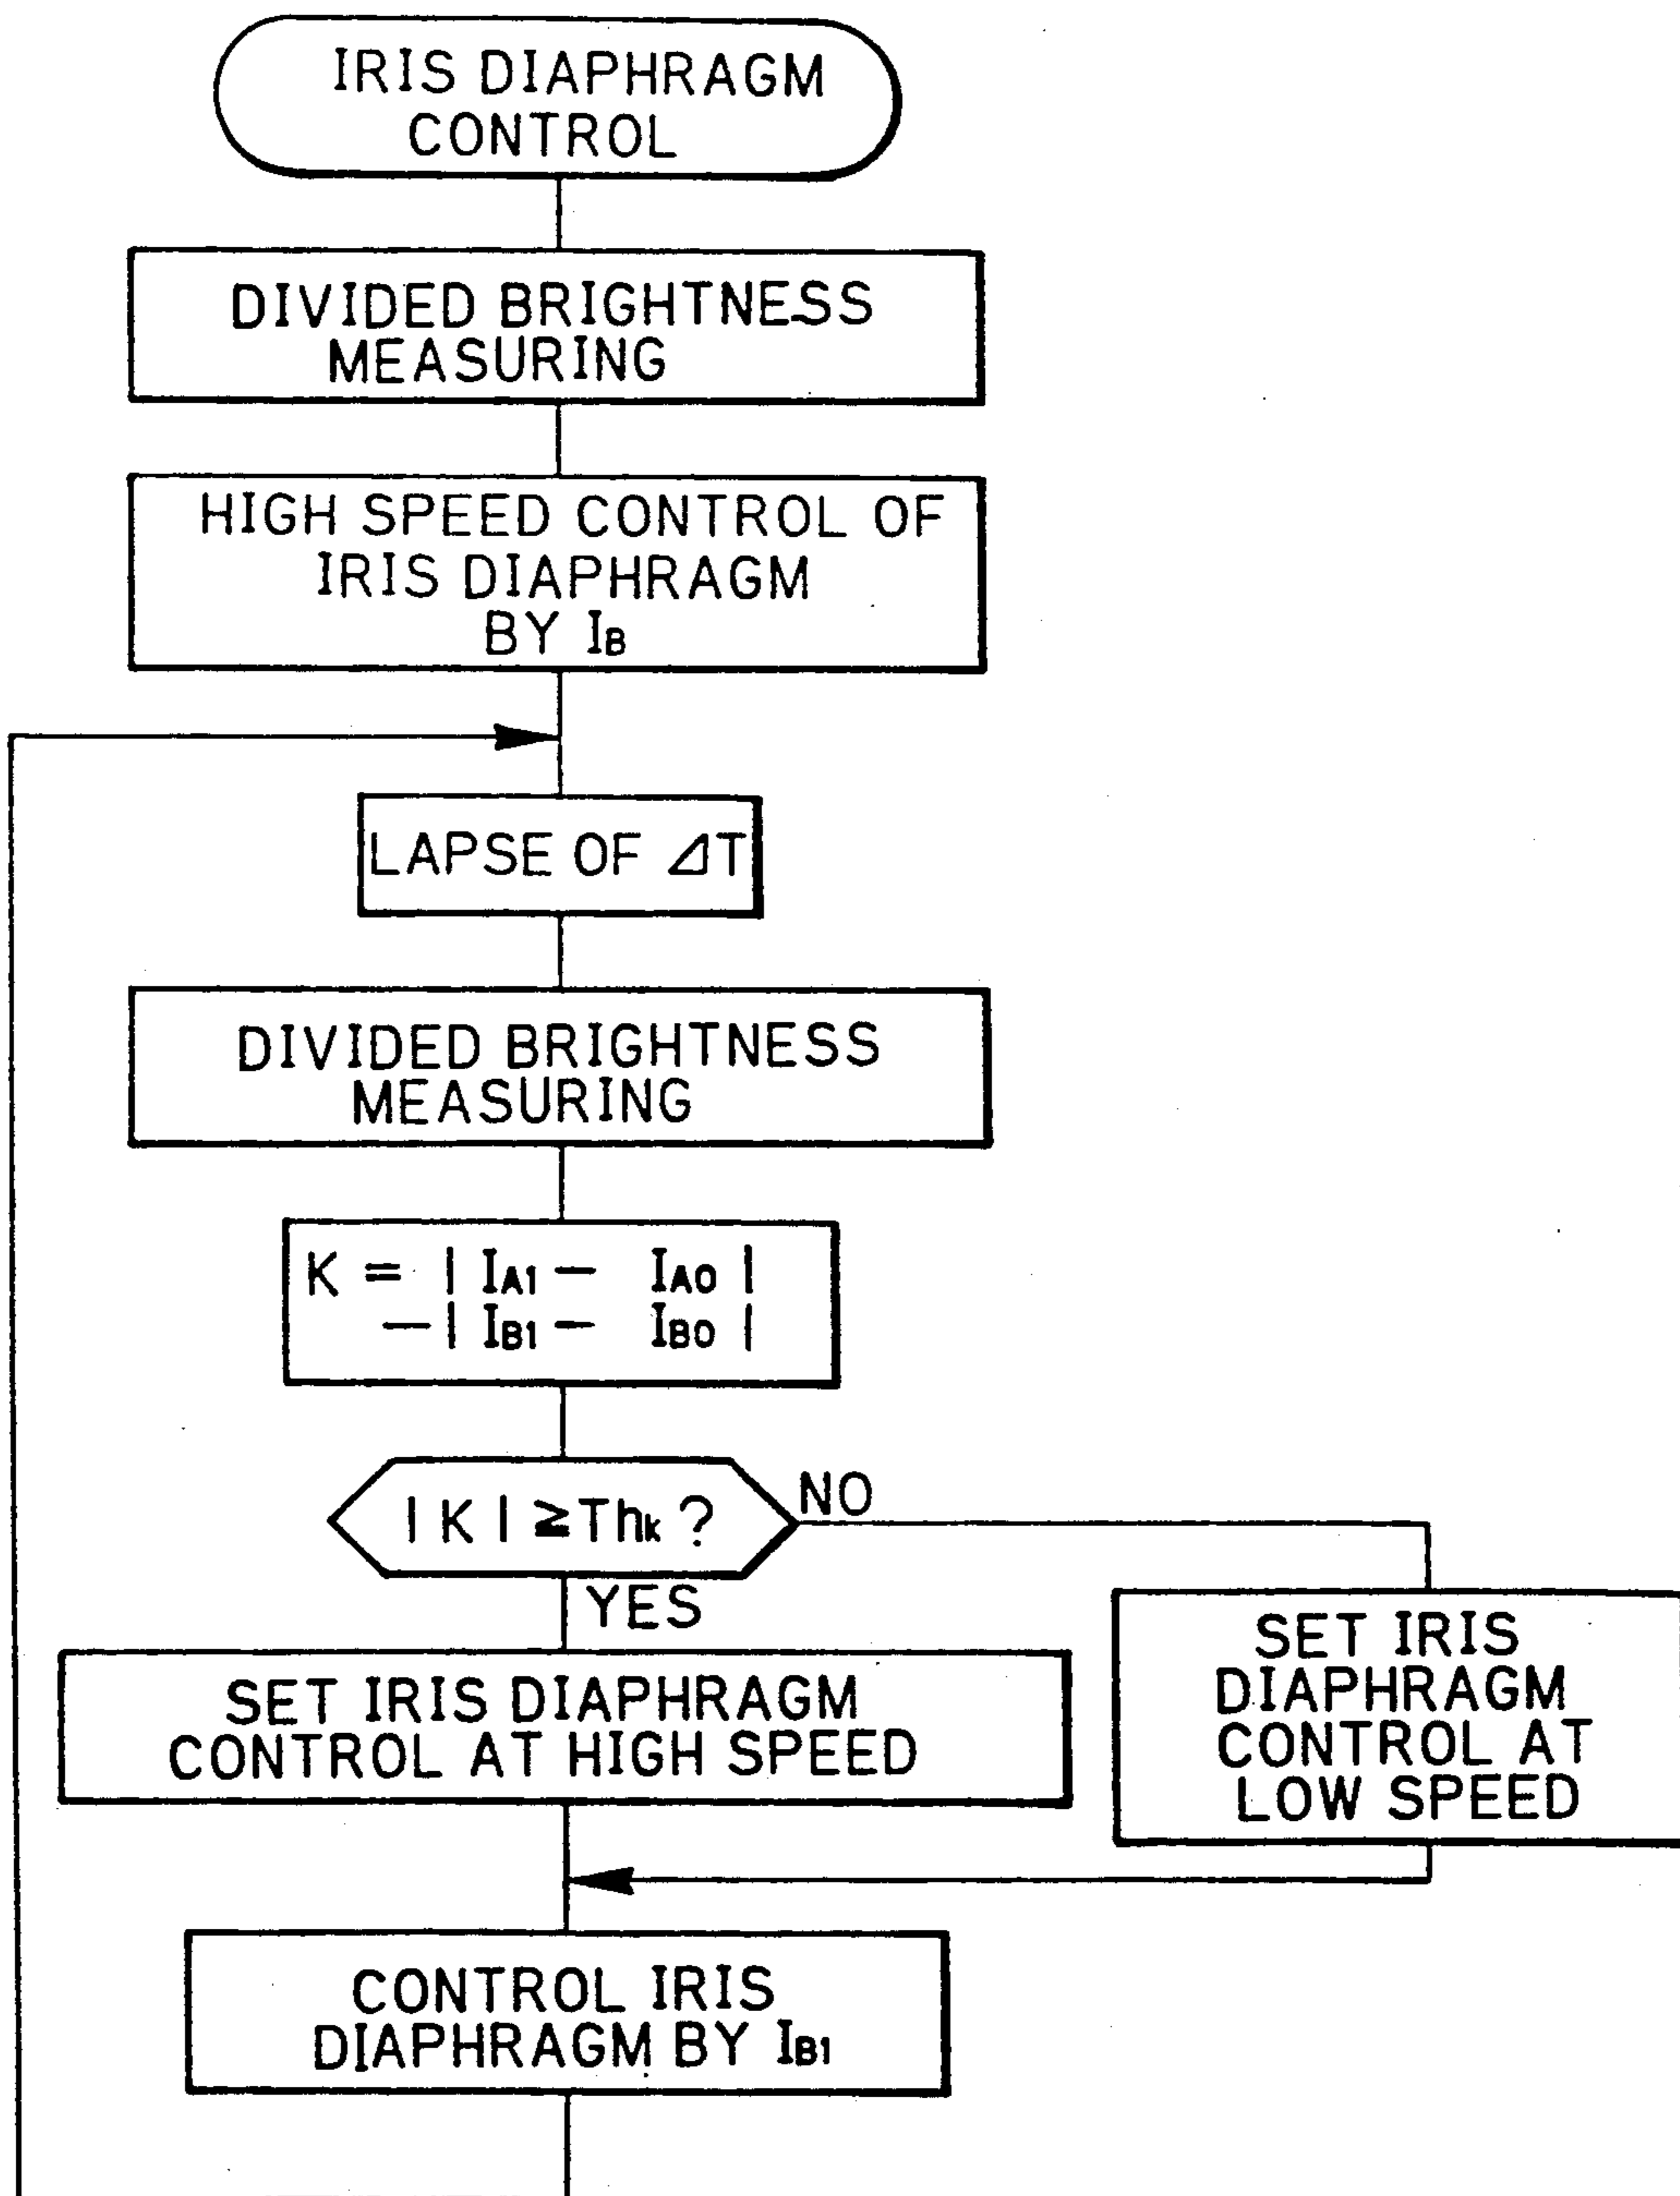 IRIS DIAPHRAGM
CONTROL
DIVIDED BRIGHTNESS
MEASURING
HIGH SPEED CONTROL OF
IRIS DIAPHRAGM
BY IB
LAPSE OF ⊿T
DIVIDED BRIGHTNESS
MEASURING
K = | IA1 − IA0 |
− | IB1 − IB0 |
| K | ≧ Thk ?
NO
YES
SET IRIS DIAPHRAGM
CONTROL AT HIGH SPEED
SET IRIS
DIAPHRAGM
CONTROL AT
LOW SPEED
CONTROL IRIS
DIAPHRAGM BY IB1